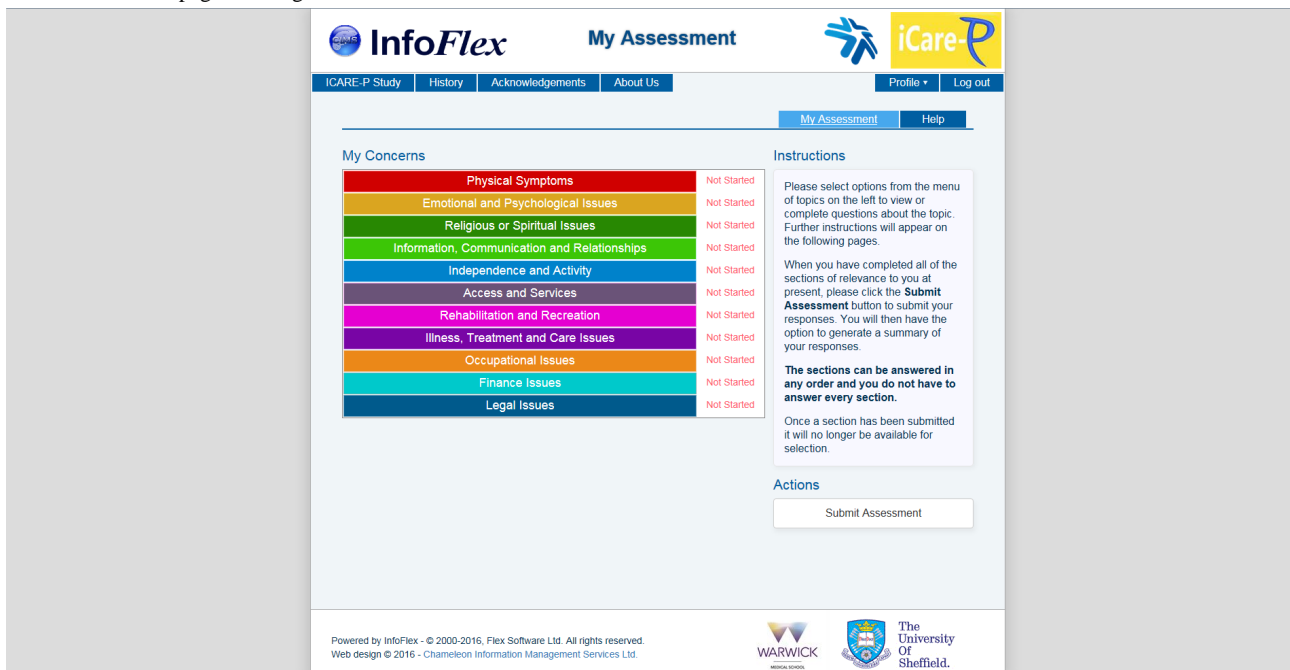 InfoFlex
My Assessment
iCare-P
ICARE-P Study
History
Acknowledgements
About Us
Profile
Log out
My Assessment
Help
My Concerns
Physical Symptoms Not Started
Emotional and Psychological Issues Not Started
Religious or Spiritual Issues Not Started
Information, Communication and Relationships Not Started
Independence and Activity Not Started
Access and Services Not Started
Rehabilitation and Recreation Not Started
Illness, Treatment and Care Issues Not Started
Occupational Issues Not Started
Finance Issues Not Started
Legal Issues Not Started
Instructions
Please select options from the menu
of topics on the left to view or
complete questions about the topic.
Further instructions will appear on
the following pages.
When you have completed all of the
sections of relevance to you at
present, please click the Submit
Assessment button to submit your
responses. You will then have the
option to generate a summary of
your responses.
The sections can be answered in
any order and you do not have to
answer every section.
Once a section has been submitted
it will no longer be available for
selection.
Actions
Submit Assessment
Powered by InfoFlex - © 2000-2016, Flex Software Ltd. All rights reserved.
Web design © 2016 - Chameleon Information Management Services Ltd.
WARWICK
MEDICAL SCHOOL
The
University
Of
Sheffield.